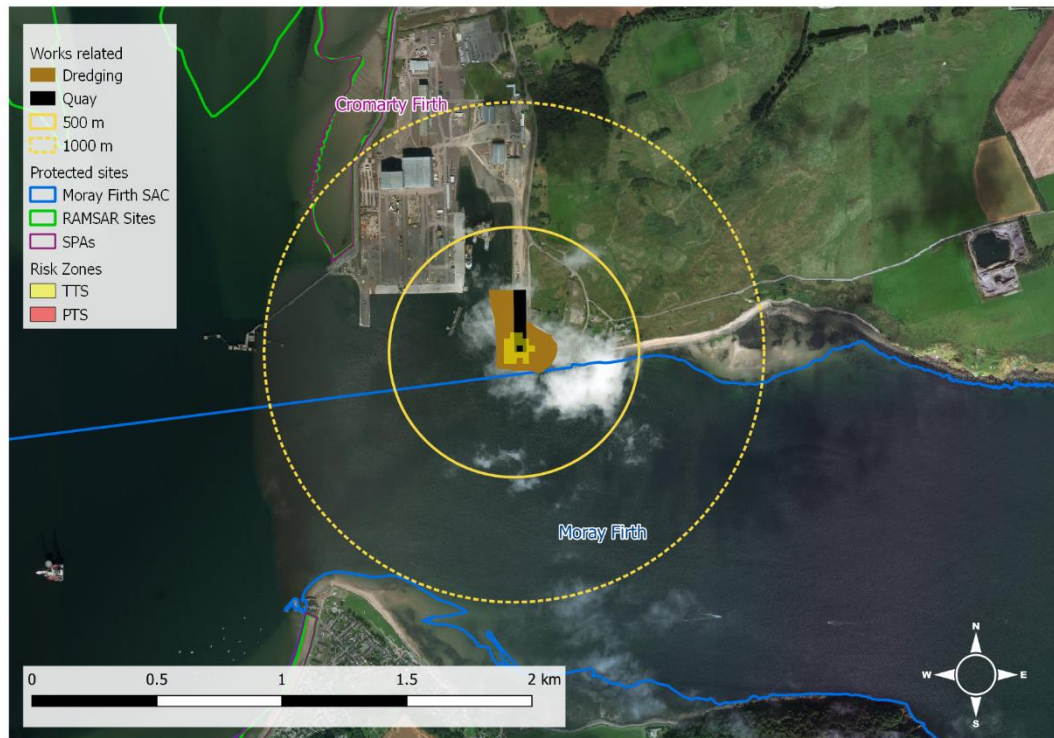 Works related
Dredging
Quay
500 m
1000 m
Protected sites
Moray Firth SAC
RAMSAR Sites
SPAs
Risk Zones
TTS
PTS
Cromarty Firth
Moray Firth
0 0.5 1 1.5 2 km
N
W E
S